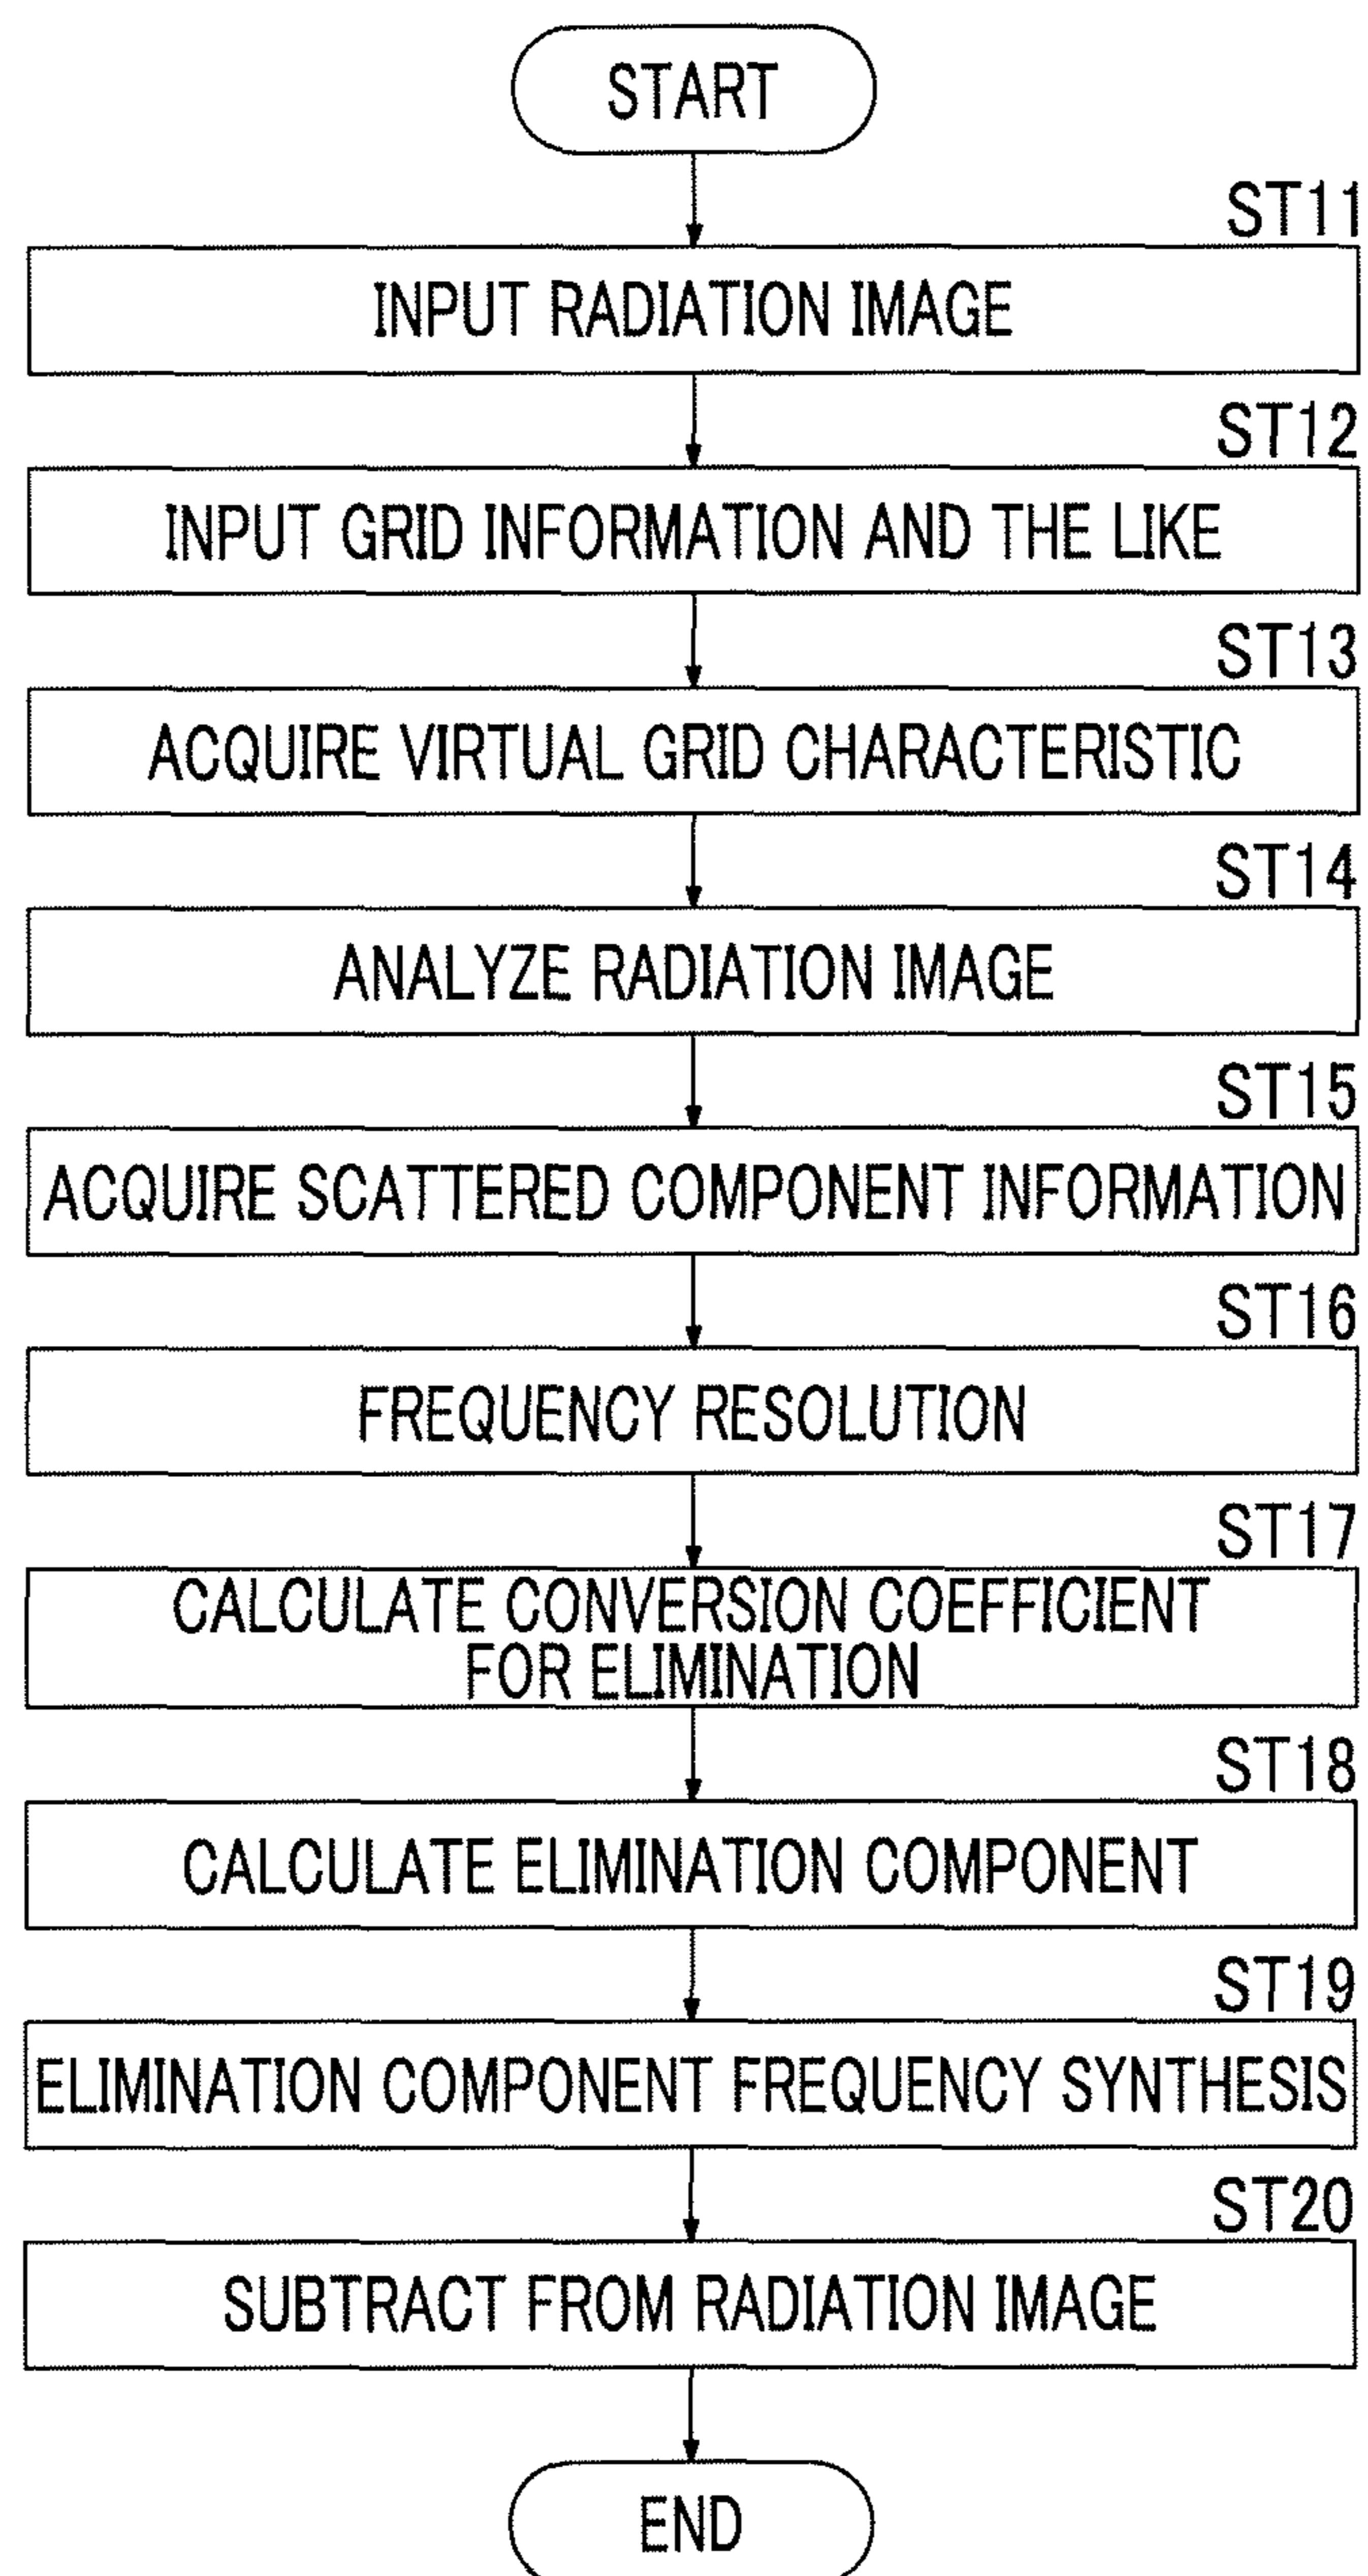 START
ST11
INPUT RADIATION IMAGE
ST12
INPUT GRID INFORMATION AND THE LIKE
ST13
ACQUIRE VIRTUAL GRID CHARACTERISTIC
ST14
ANALYZE RADIATION IMAGE
ST15
ACQUIRE SCATTERED COMPONENT INFORMATION
ST16
FREQUENCY RESOLUTION
ST17
CALCULATE CONVERSION COEFFICIENT
FOR ELIMINATION
ST18
CALCULATE ELIMINATION COMPONENT
ST19
ELIMINATION COMPONENT FREQUENCY SYNTHESIS
ST20
SUBTRACT FROM RADIATION IMAGE
END